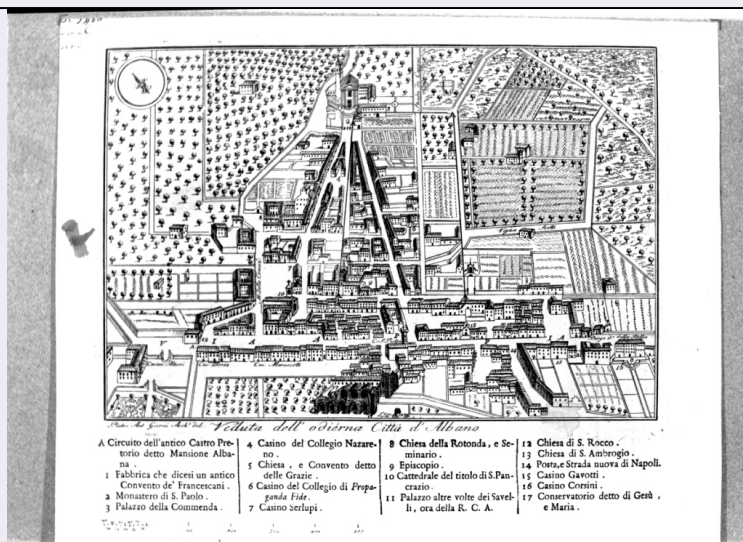 Vigna
Veduta dell' odierna Città d' Albano
A Circuito dell'antico Castro Pre-
torio detto Mansione Alba-
na .
1 Fabbrica che dicesi un antico
Convento de' Francescani .
2 Monastero di S. Paolo .
3 Palazzo della Commenda .
4 Casino del Collegio Nazare-
no .
5 Chiesa , e Convento detto
delle Grazie .
6 Casino del Collegio di Propa-
ganda Fide .
7 Casino Serlupi .
8 Chiesa della Rotonda, e Se-
minario .
9 Episcopio .
10 Cattedrale del titolo di S.Pan-
crazio .
11 Palazzo altre volte dei Savel-
li, ora della R. C. A.
12 Chiesa di S. Rocco .
13 Chiesa di S. Ambrogio .
14 Posta, e Strada nuova di Napoli.
15 Casino Gavotti .
16 Casino Corsini .
17 Conservatorio detto di Gesù ,
e Maria .